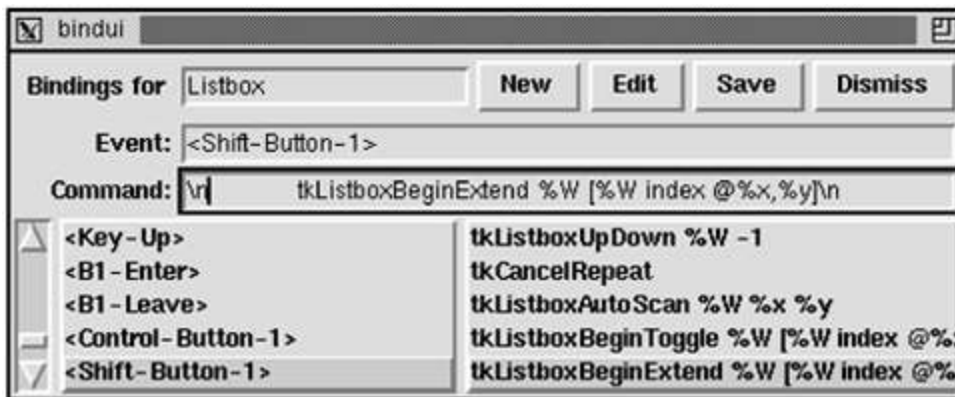 bindui
Bindings for Listbox New Edit Save Dismiss
Event: <Shift-Button-1>
Command: \n tkListboxBeginExtend %W [%W index @%x,%y]\n
<Key-Up> tkListboxUpDown %W -1
<B1-Enter> tkCancelRepeat
<B1-Leave> tkListboxAutoScan %W %x %y
<Control-Button-1> tkListboxBeginToggle %W [%W index @%
<Shift-Button-1> tkListboxBeginExtend %W [%W index @%